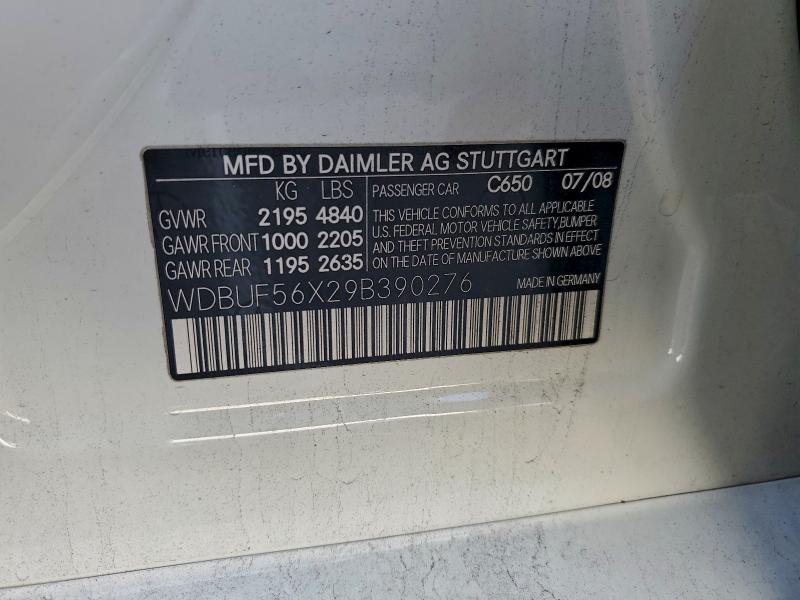 MFD BY DAIMLER AG STUTTGART
KG LBS PASSENGER CAR C650 07/08
GVWR 2195 4840
GAWR FRONT 1000 2205
GAWR REAR 1195 2635
THIS VEHICLE CONFORMS TO ALL APPLICABLE
U.S. FEDERAL MOTOR VEHICLE SAFETY,BUMPER
AND THEFT PREVENTION STANDARDS IN EFFECT
ON THE DATE OF MANUFACTURE SHOWN ABOVE
WDBUF56X29B390276 MADE IN GERMANY